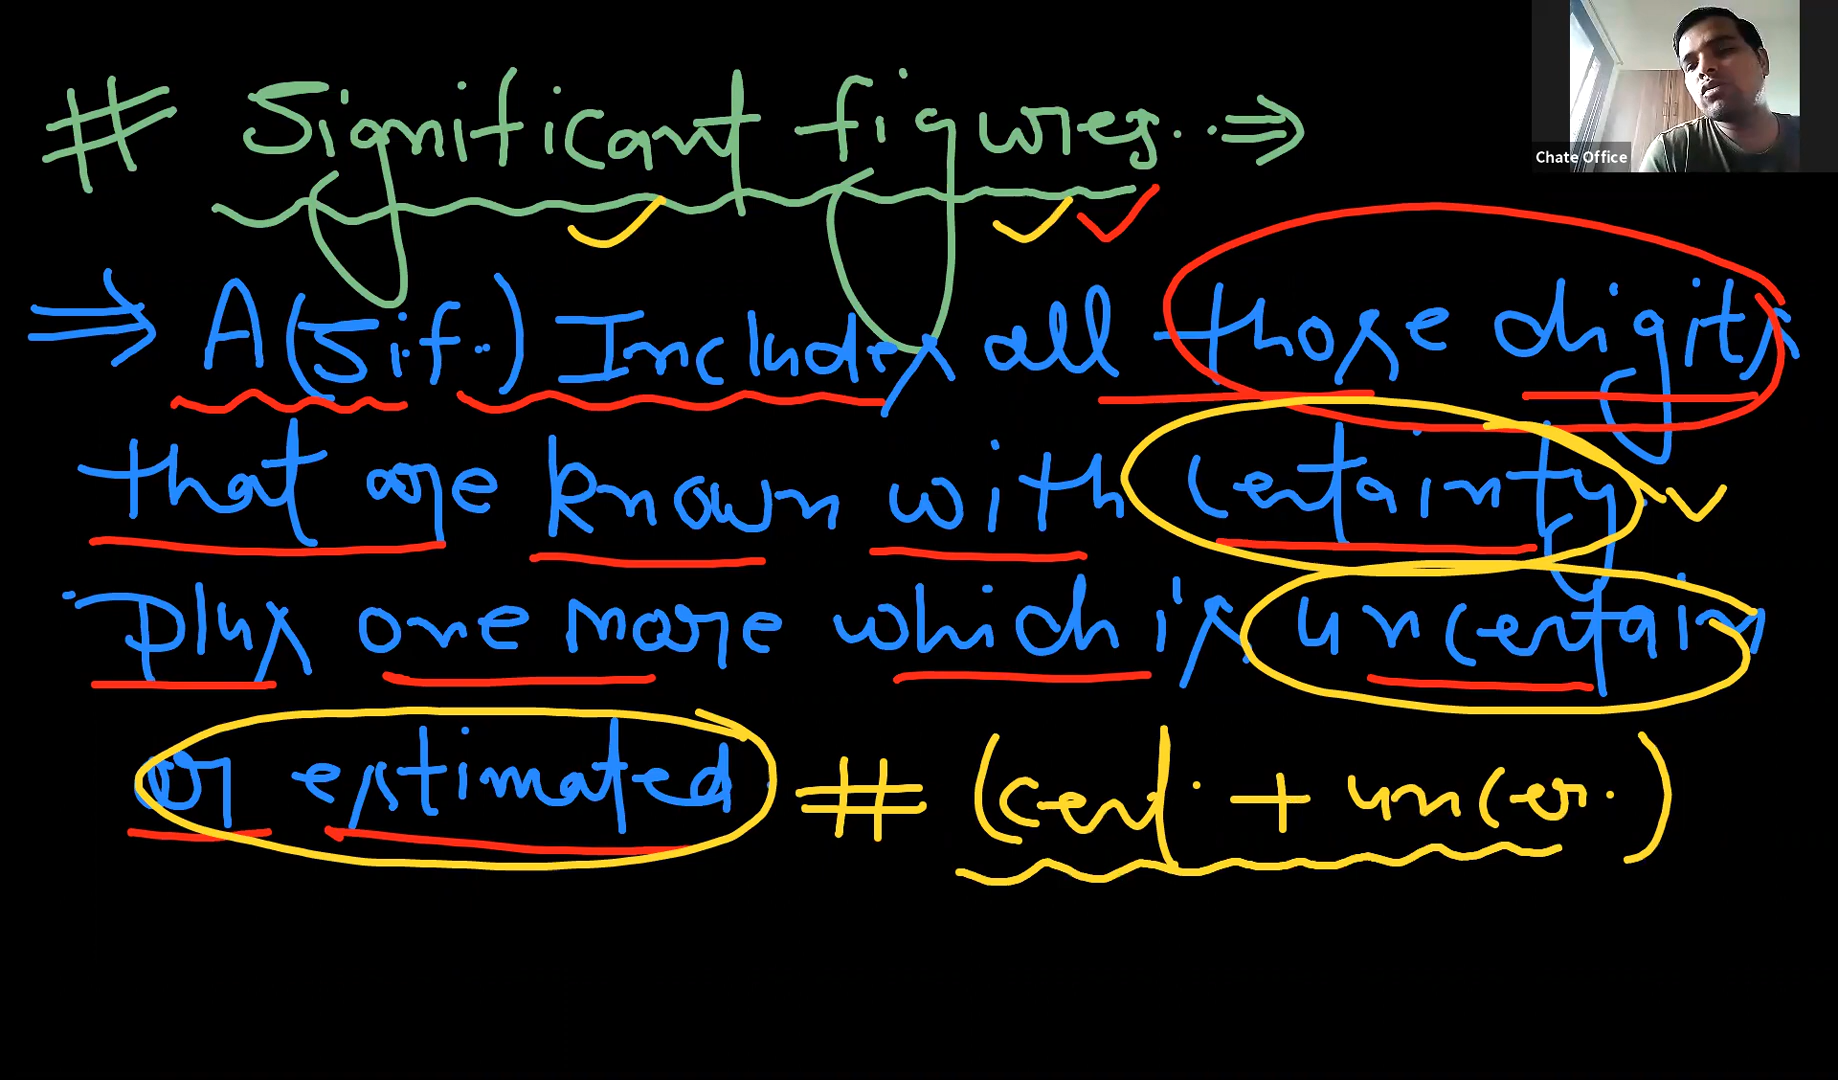 # Significant figures.. ⇒
Chate Office
⇒ A (S.f..) Includes all those digits
that are known with certainty
plus one more which is uncertain
or estimated # (cert. + uncer.)